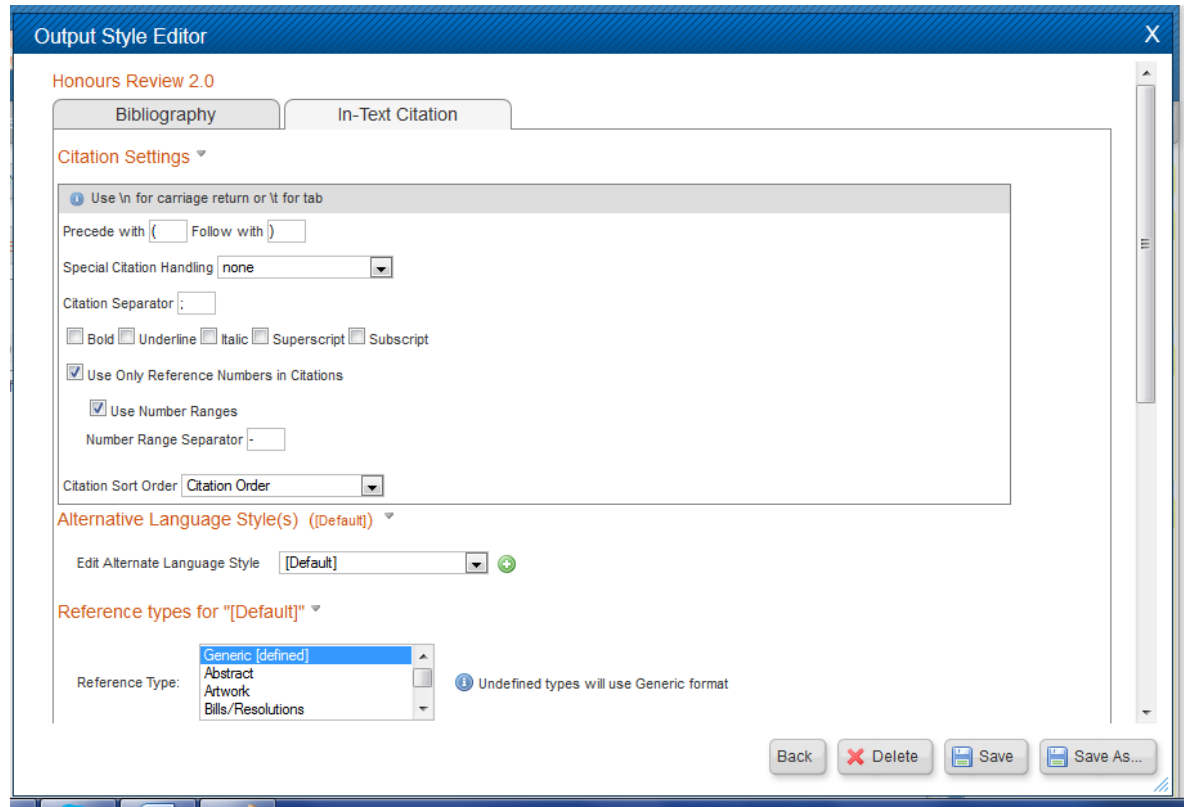 Output Style Editor X
Honours Review 2.0
Bibliography In-Text Citation
Citation Settings
Use \n for carriage return or \t for tab
Precede with ( Follow with )
Special Citation Handling none
Citation Separator ;
Bold Underline Italic Superscript Subscript
Use Only Reference Numbers in Citations
Use Number Ranges
Number Range Separator -
Citation Sort Order Citation Order
Alternative Language Style(s) ([Default])
Edit Alternate Language Style [Default]
Reference types for "[Default]"
Generic [defined]
Abstract
Reference Type: Undefined types will use Generic format
Artwork
Bills/Resolutions
Back Delete Save Save As...